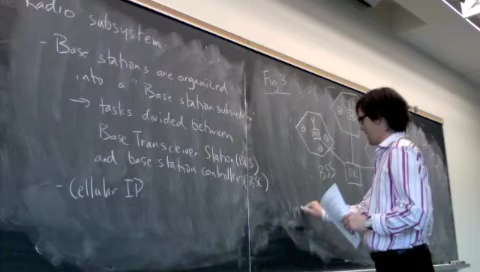 Radio subsystem
- Base stations are organized
into a "Base station subsystem"
→ tasks divided between
Base Transceiver Station (BTS)
and base station controller (BSC)
- Cellular IP
Fig 3
BSS